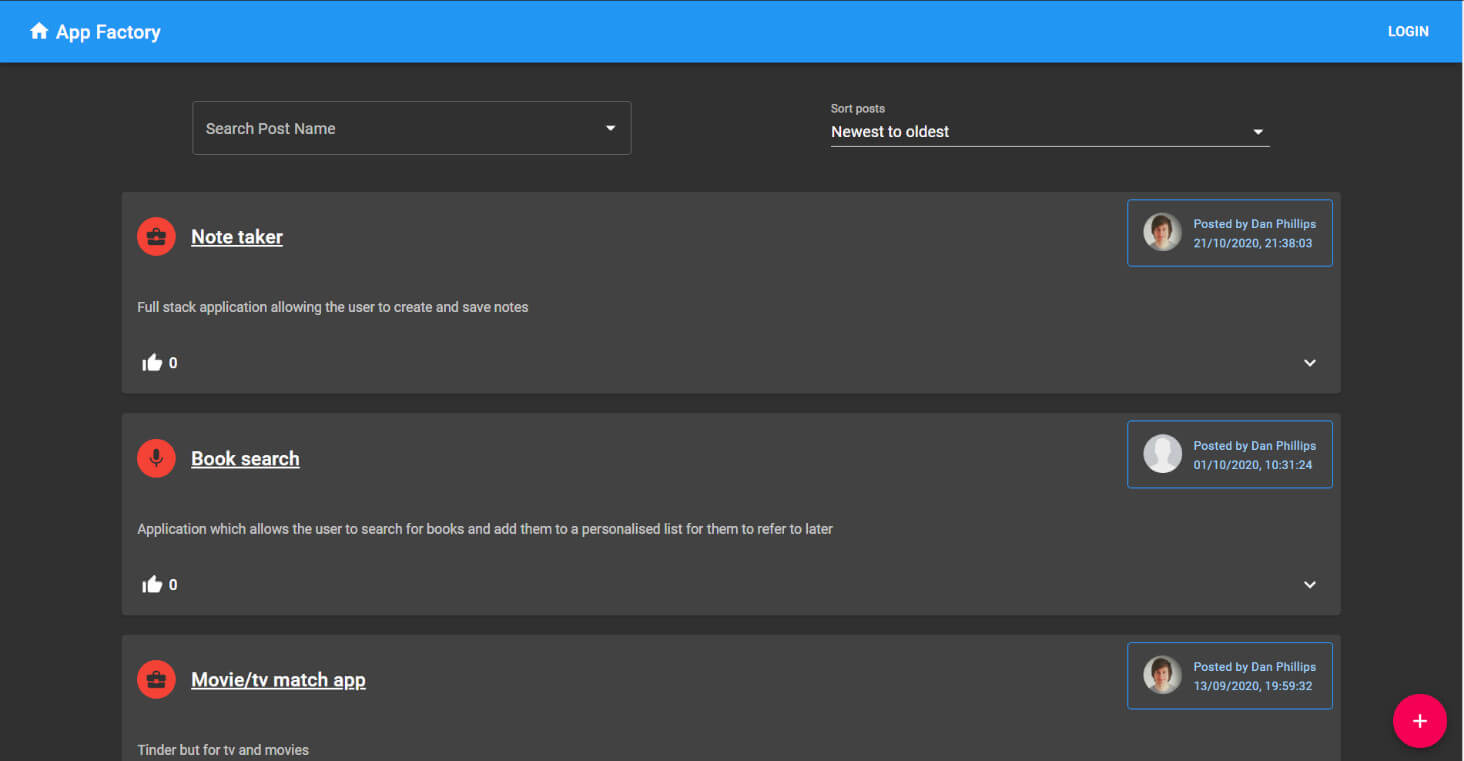 App Factory
LOGIN
Search Post Name
Sort posts
Newest to oldest
Note taker
Posted by Dan Phillips
21/10/2020, 21:38:03
Full stack application allowing the user to create and save notes
0
Book search
Posted by Dan Phillips
01/10/2020, 10:31:24
Application which allows the user to search for books and add them to a personalised list for them to refer to later
0
Movie/tv match app
Posted by Dan Phillips
13/09/2020, 19:59:32
Tinder but for tv and movies